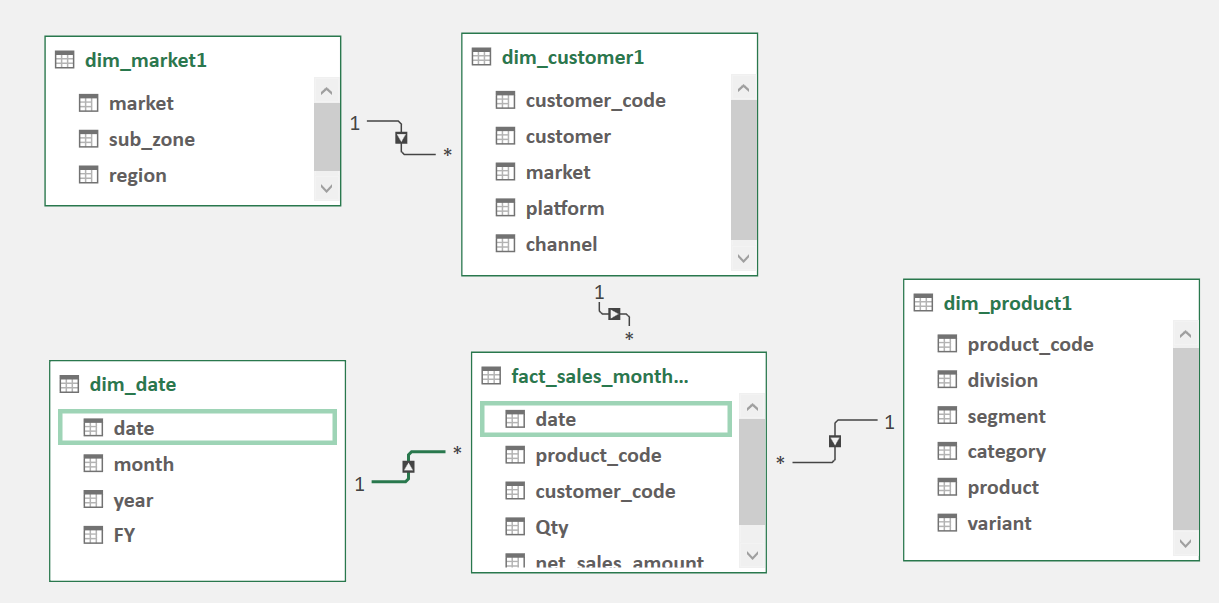 dim_market1
market
sub_zone
region
1
*
dim_customer1
customer_code
customer
market
platform
channel
1
*
dim_date
date
month
year
FY
1
*
fact_sales_month...
date
product_code
customer_code
Qty
net_sales_amount
*
1
dim_product1
product_code
division
segment
category
product
variant